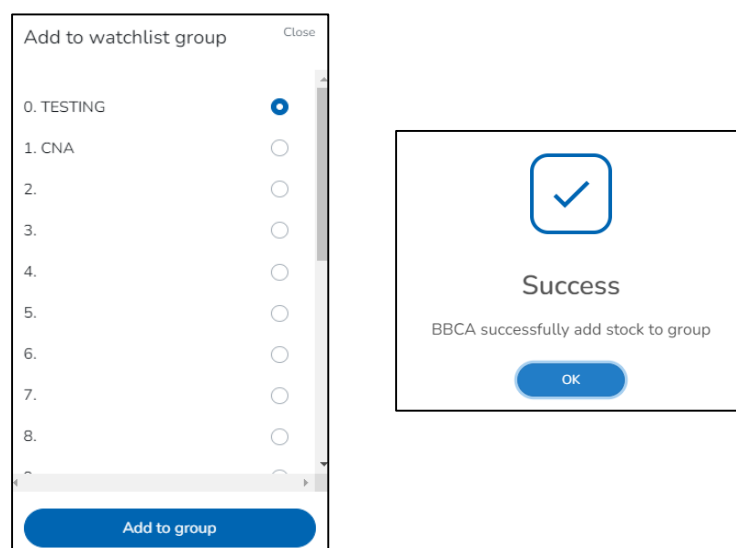 Add to watchlist group
Close
0. TESTING
1. CNA
2.
3.
4.
5.
6.
7.
8.
Add to group
Success
BBCA successfully add stock to group
OK